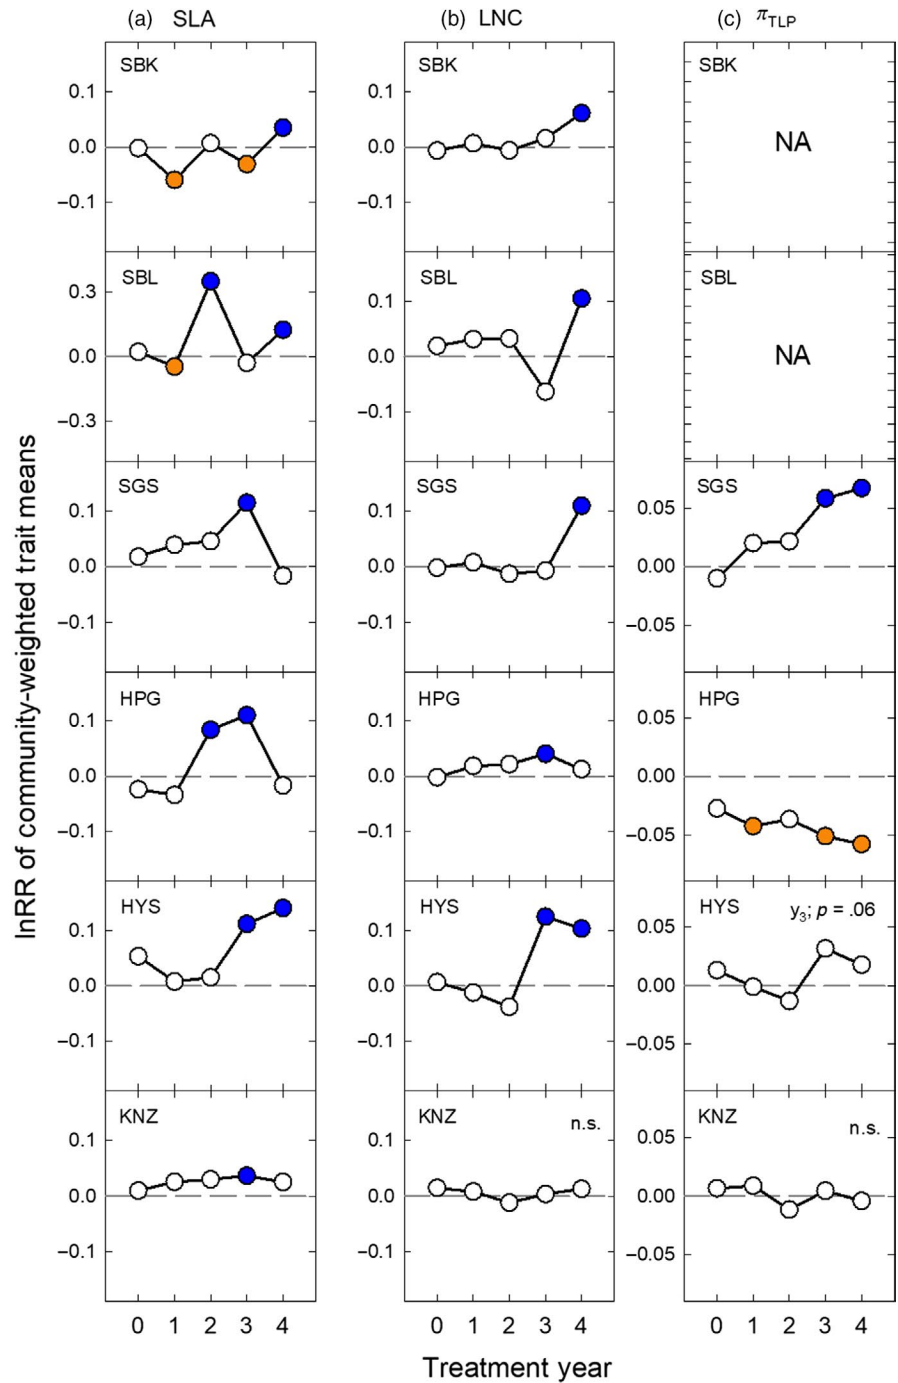 (a) SLA (b) LNC (c) πTLP
SBK SBK SBK
0.1 0.1
NA
0.0 0.0
−0.1 −0.1
SBL SBL SBL
0.3 0.1
0.0 0.0 NA
−0.3 −0.1
SGS SGS SGS
0.1 0.1 0.05
0.0 0.0 0.00
−0.1 −0.1 −0.05
HPG HPG HPG
0.1 0.1 0.05
0.0 0.0 0.00
−0.1 −0.1 −0.05
HYS HYS HYS y3; p = .06
0.1 0.1 0.05
0.0 0.0 0.00
−0.1 −0.1 −0.05
KNZ KNZ n.s. KNZ n.s.
0.1 0.1 0.05
0.0 0.0 0.00
−0.1 −0.1 −0.05
0 1 2 3 4 0 1 2 3 4 0 1 2 3 4
Treatment year
lnRR of community-weighted trait means